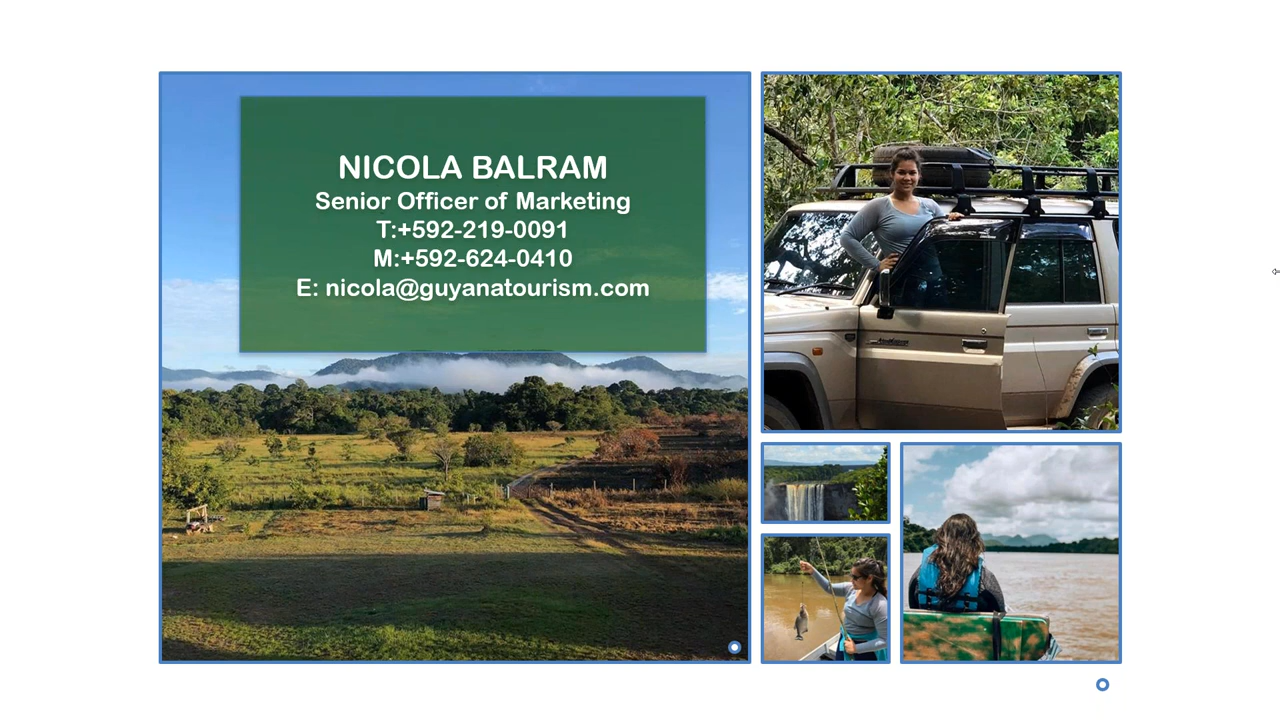 NICOLA BALRAM
Senior Officer of Marketing
T:+592-219-0091
M:+592-624-0410
E: nicola@guyanatourism.com